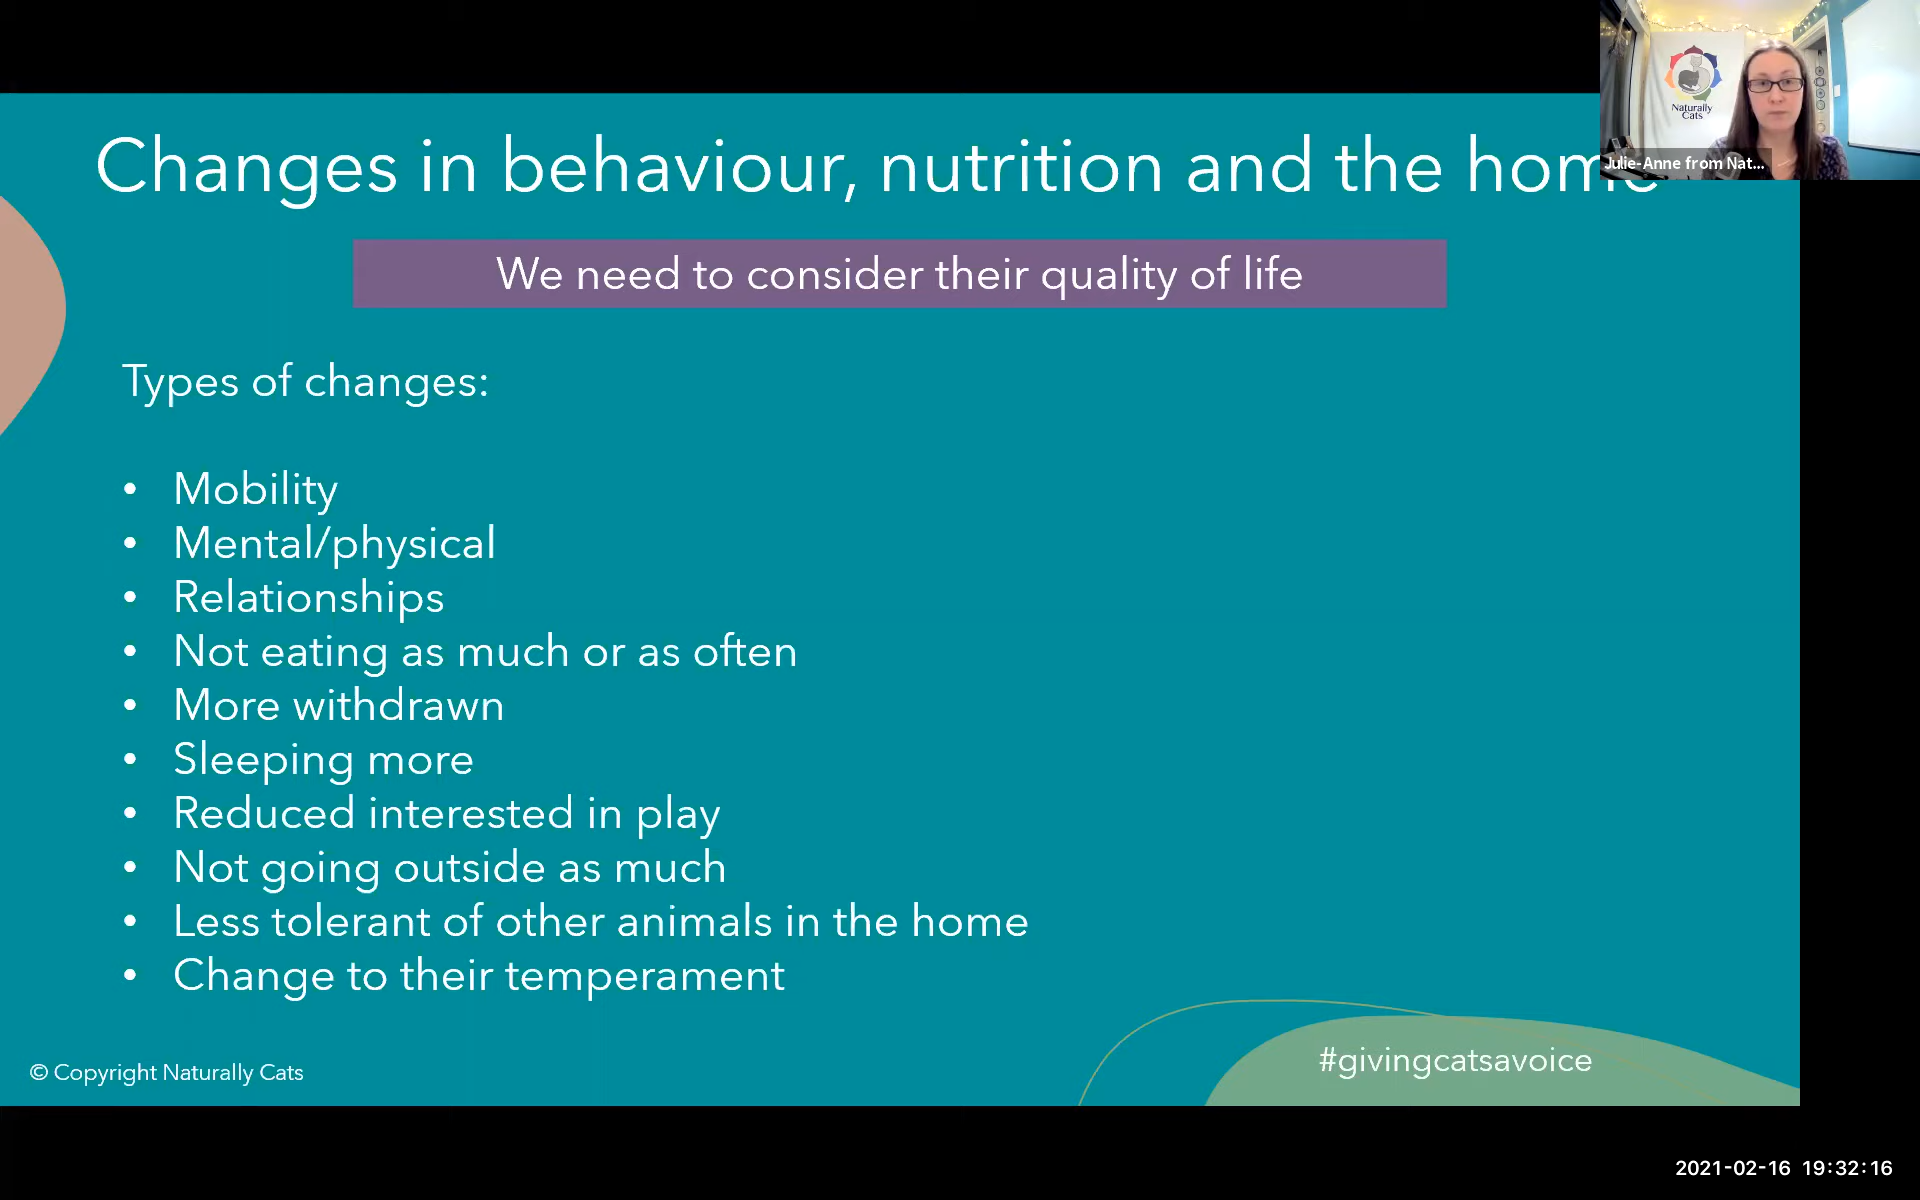 Changes in behaviour, nutrition and the home
We need to consider their quality of life
Types of changes:
• Mobility
• Mental/physical
• Relationships
• Not eating as much or as often
• More withdrawn
• Sleeping more
• Reduced interested in play
• Not going outside as much
• Less tolerant of other animals in the home
• Change to their temperament
© Copyright Naturally Cats
#givingcatsavoice
Naturally
Cats
Julie-Anne from Nat...
2021-02-16 19:32:16